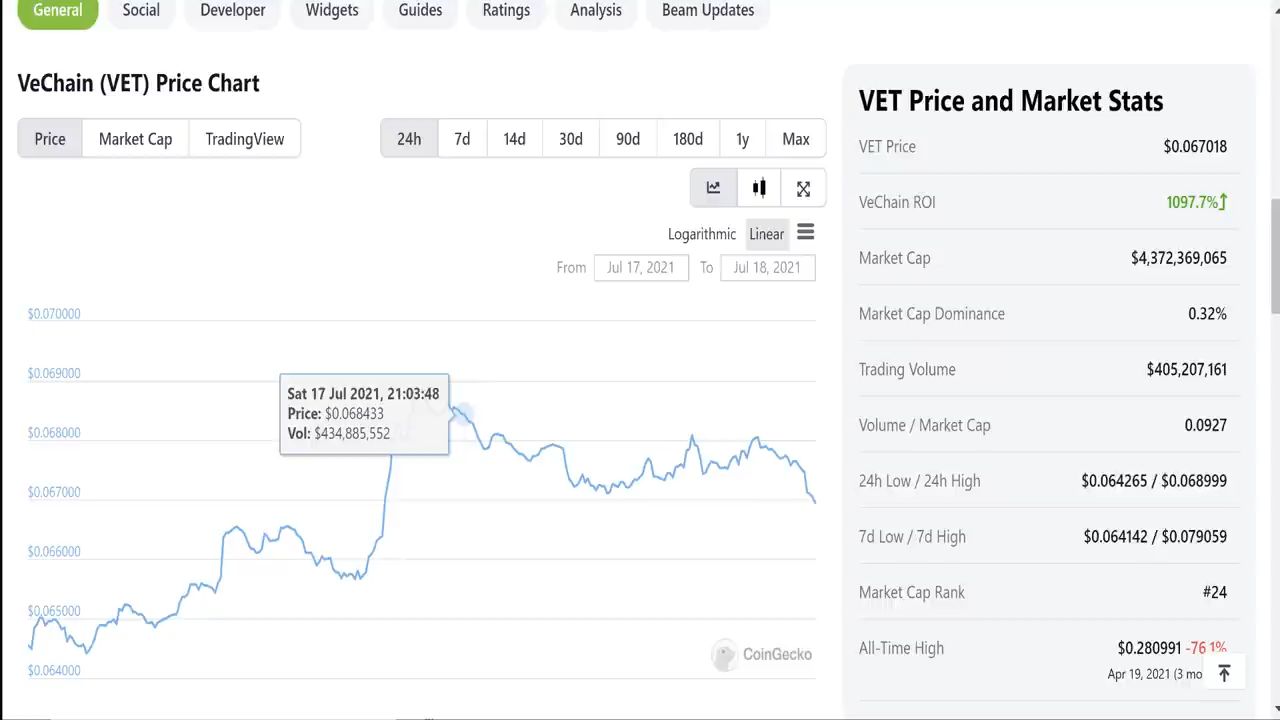 General Social Developer Widgets Guides Ratings Analysis Beam Updates
VeChain (VET) Price Chart
Price Market Cap TradingView 24h 7d 14d 30d 90d 180d 1y Max
Logarithmic Linear
From Jul 17, 2021 To Jul 18, 2021
$0.070000
$0.069000
$0.068000
$0.067000
$0.066000
$0.065000
$0.064000
Sat 17 Jul 2021, 21:03:48
Price: $0.068433
Vol: $434,885,552
CoinGecko
VET Price and Market Stats
VET Price $0.067018
VeChain ROI 1097.7%
Market Cap $4,372,369,065
Market Cap Dominance 0.32%
Trading Volume $405,207,161
Volume / Market Cap 0.0927
24h Low / 24h High $0.064265 / $0.068999
7d Low / 7d High $0.064142 / $0.079059
Market Cap Rank #24
All-Time High $0.280991 -76.1%
Apr 19, 2021 (3 mo